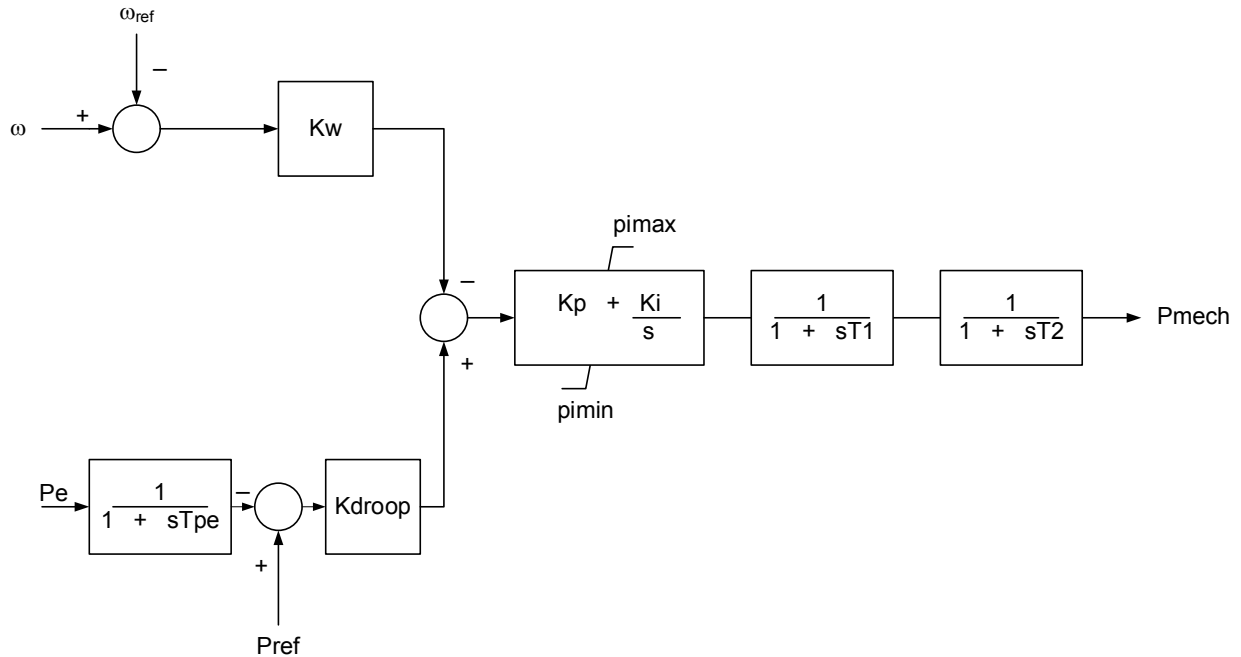 ωref
–
+
ω
Kw
pimax
–
Kp + Ki
s
1
1 + sT1
1
1 + sT2
Pmech
+
pimin
Pe
1
1 + sTpe
–
Kdroop
+
Pref